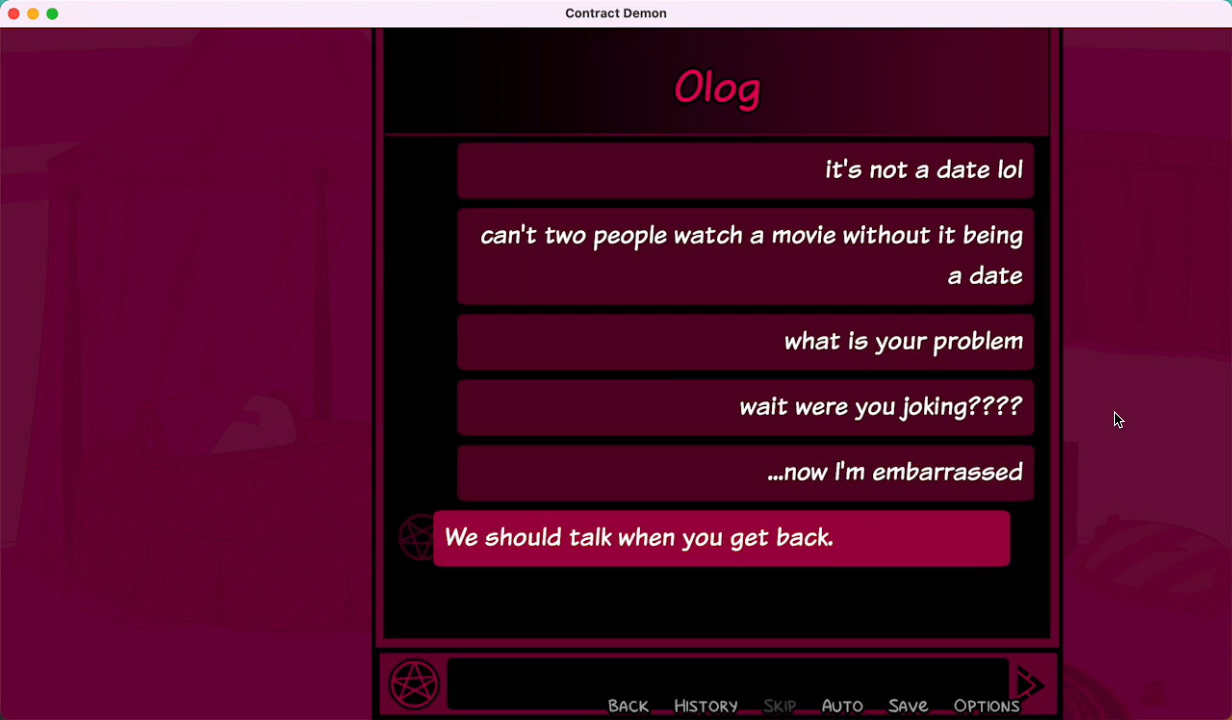 Contract Demon
Olog
it's not a date lol
can't two people watch a movie without it being
a date
what is your problem
wait were you joking????
...now I'm embarrassed
We should talk when you get back.
BACK HISTORY SKIP AUTO SAVE OPTIONS